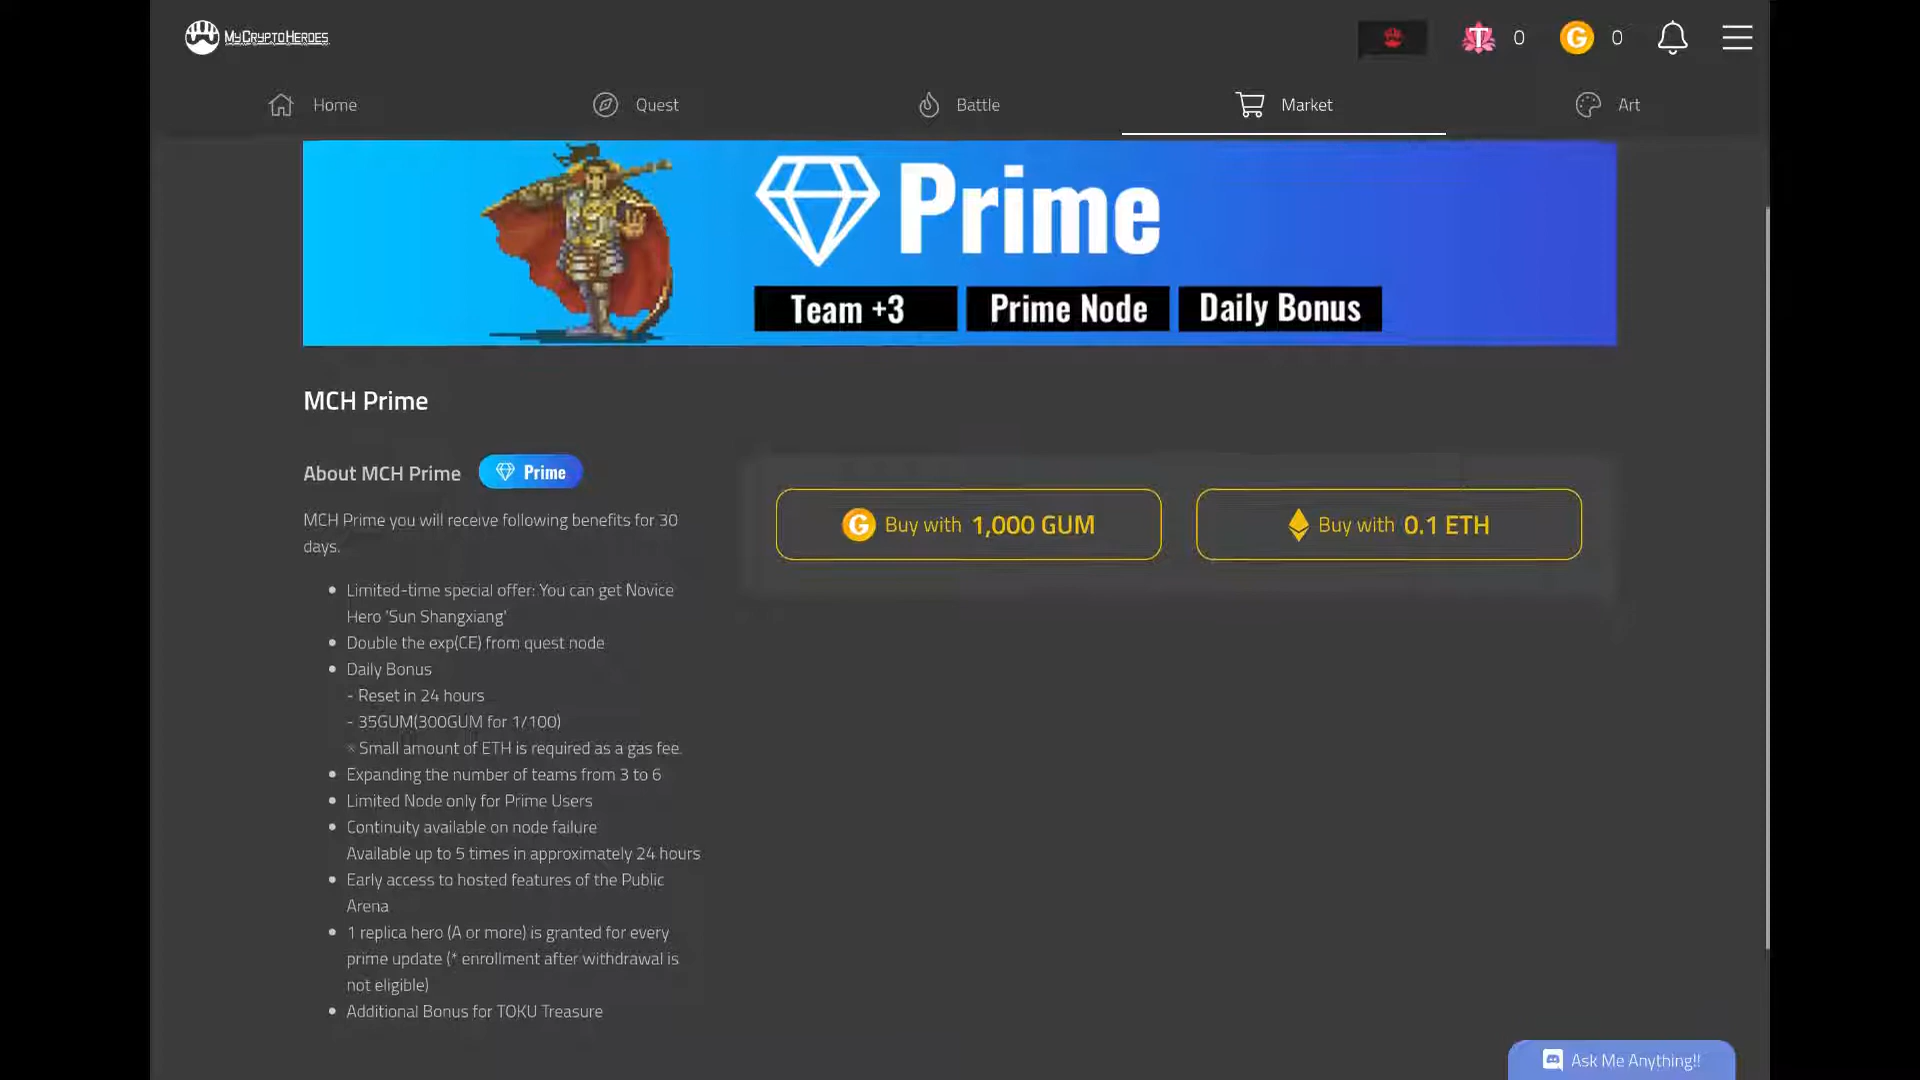 MYCRYPTOHEROES
0
0
Home
Quest
Battle
Market
Art
Prime
Team +3
Prime Node
Daily Bonus
MCH Prime
About MCH Prime
Prime
MCH Prime you will receive following benefits for 30
days.
Buy with 1,000 GUM
Buy with 0.1 ETH
• Limited-time special offer: You can get Novice
Hero 'Sun Shangxiang'
• Double the exp(CE) from quest node
• Daily Bonus
- Reset in 24 hours
- 35GUM(300GUM for 1/100)
※ Small amount of ETH is required as a gas fee.
• Expanding the number of teams from 3 to 6
• Limited Node only for Prime Users
• Continuity available on node failure
Available up to 5 times in approximately 24 hours
• Early access to hosted features of the Public
Arena
• 1 replica hero (A or more) is granted for every
prime update (* enrollment after withdrawal is
not eligible)
• Additional Bonus for TOKU Treasure
Ask Me Anything!!